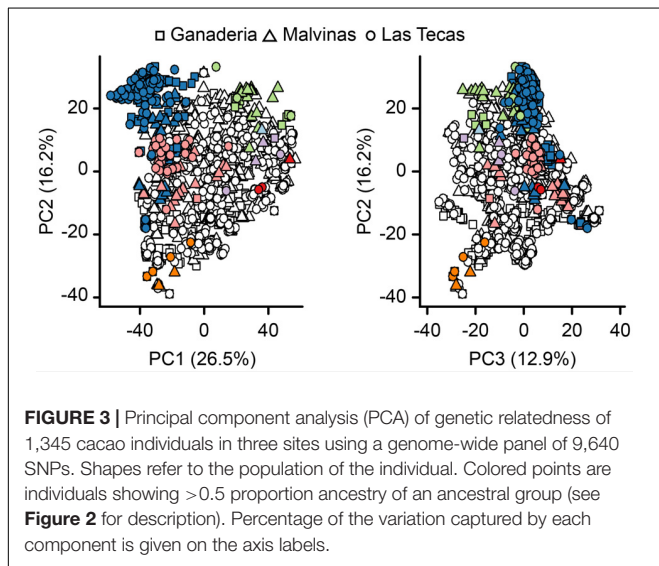 □ Ganaderia △ Malvinas ○ Las Tecas
PC2 (16.2%)
20
0
-20
-40
-40
0
40
PC1 (26.5%)
PC2 (16.2%)
20
0
-20
-40
-40
-20
0
20
40
PC3 (12.9%)
FIGURE 3 | Principal component analysis (PCA) of genetic relatedness of
1,345 cacao individuals in three sites using a genome-wide panel of 9,640
SNPs. Shapes refer to the population of the individual. Colored points are
individuals showing >0.5 proportion ancestry of an ancestral group (see
Figure 2 for description). Percentage of the variation captured by each
component is given on the axis labels.